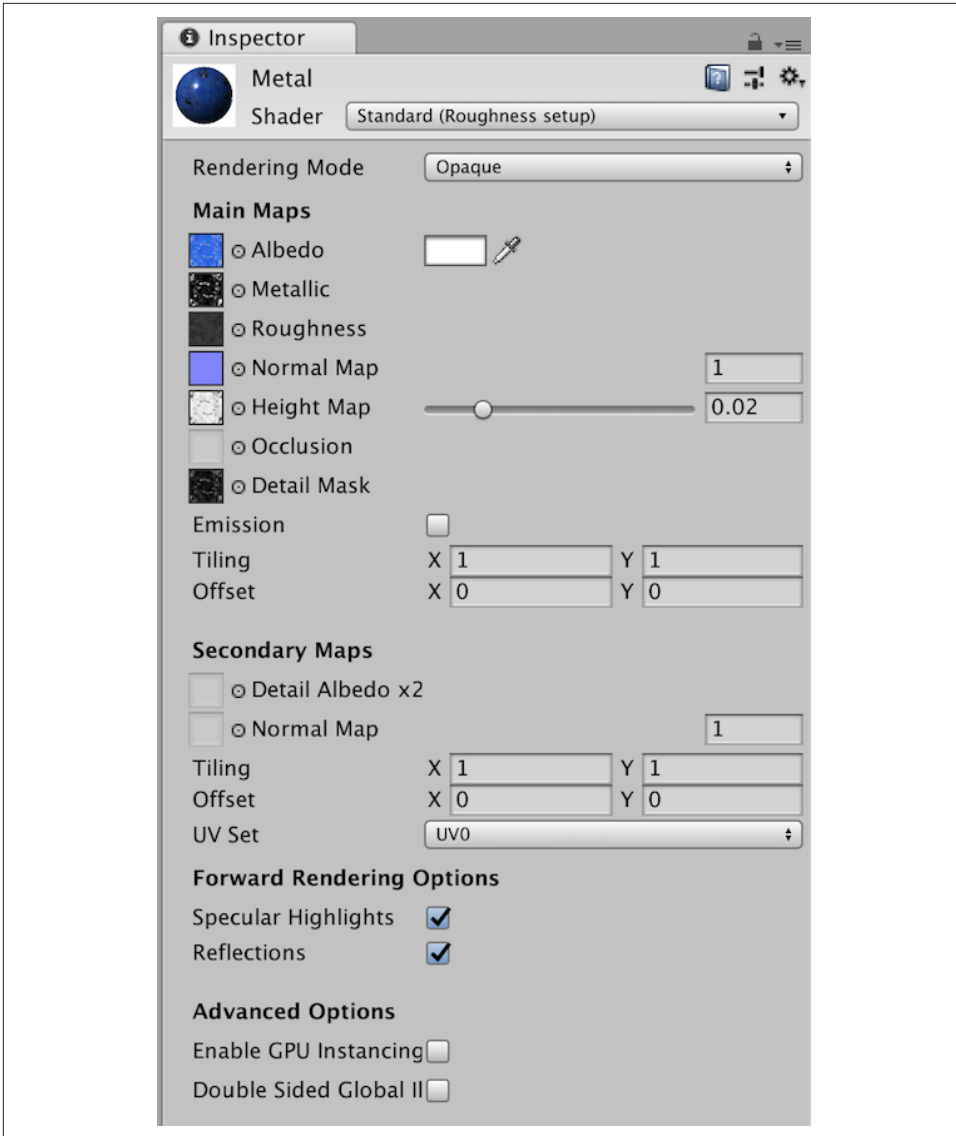 Inspector
Metal
Shader Standard (Roughness setup)
Rendering Mode Opaque
Main Maps
Albedo
Metallic
Roughness
Normal Map 1
Height Map 0.02
Occlusion
Detail Mask
Emission
Tiling X 1 Y 1
Offset X 0 Y 0
Secondary Maps
Detail Albedo x2
Normal Map 1
Tiling X 1 Y 1
Offset X 0 Y 0
UV Set UV0
Forward Rendering Options
Specular Highlights
Reflections
Advanced Options
Enable GPU Instancing
Double Sided Global Il